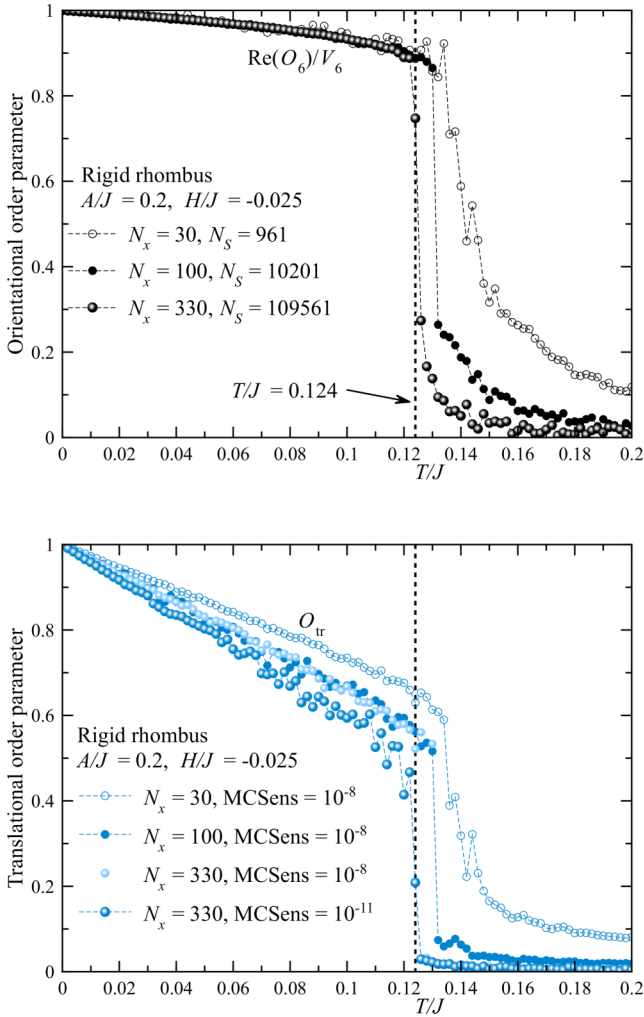 1
0.8
0.6
0.4
0.2
0
Orientational order parameter
Re(O₆)/V₆
Rigid rhombus
A/J = 0.2, H/J = -0.025
Nₓ = 30, N_S = 961
Nₓ = 100, N_S = 10201
Nₓ = 330, N_S = 109561
T/J = 0.124
0 0.02 0.04 0.06 0.08 0.1 0.12 0.14 0.16 0.18 0.2
T/J
1
0.8
0.6
0.4
0.2
0
Translational order parameter
O_tr
Rigid rhombus
A/J = 0.2, H/J = -0.025
Nₓ = 30, MCSens = 10⁻⁸
Nₓ = 100, MCSens = 10⁻⁸
Nₓ = 330, MCSens = 10⁻⁸
Nₓ = 330, MCSens = 10⁻¹¹
0 0.02 0.04 0.06 0.08 0.1 0.12 0.14 0.16 0.18 0.2
T/J